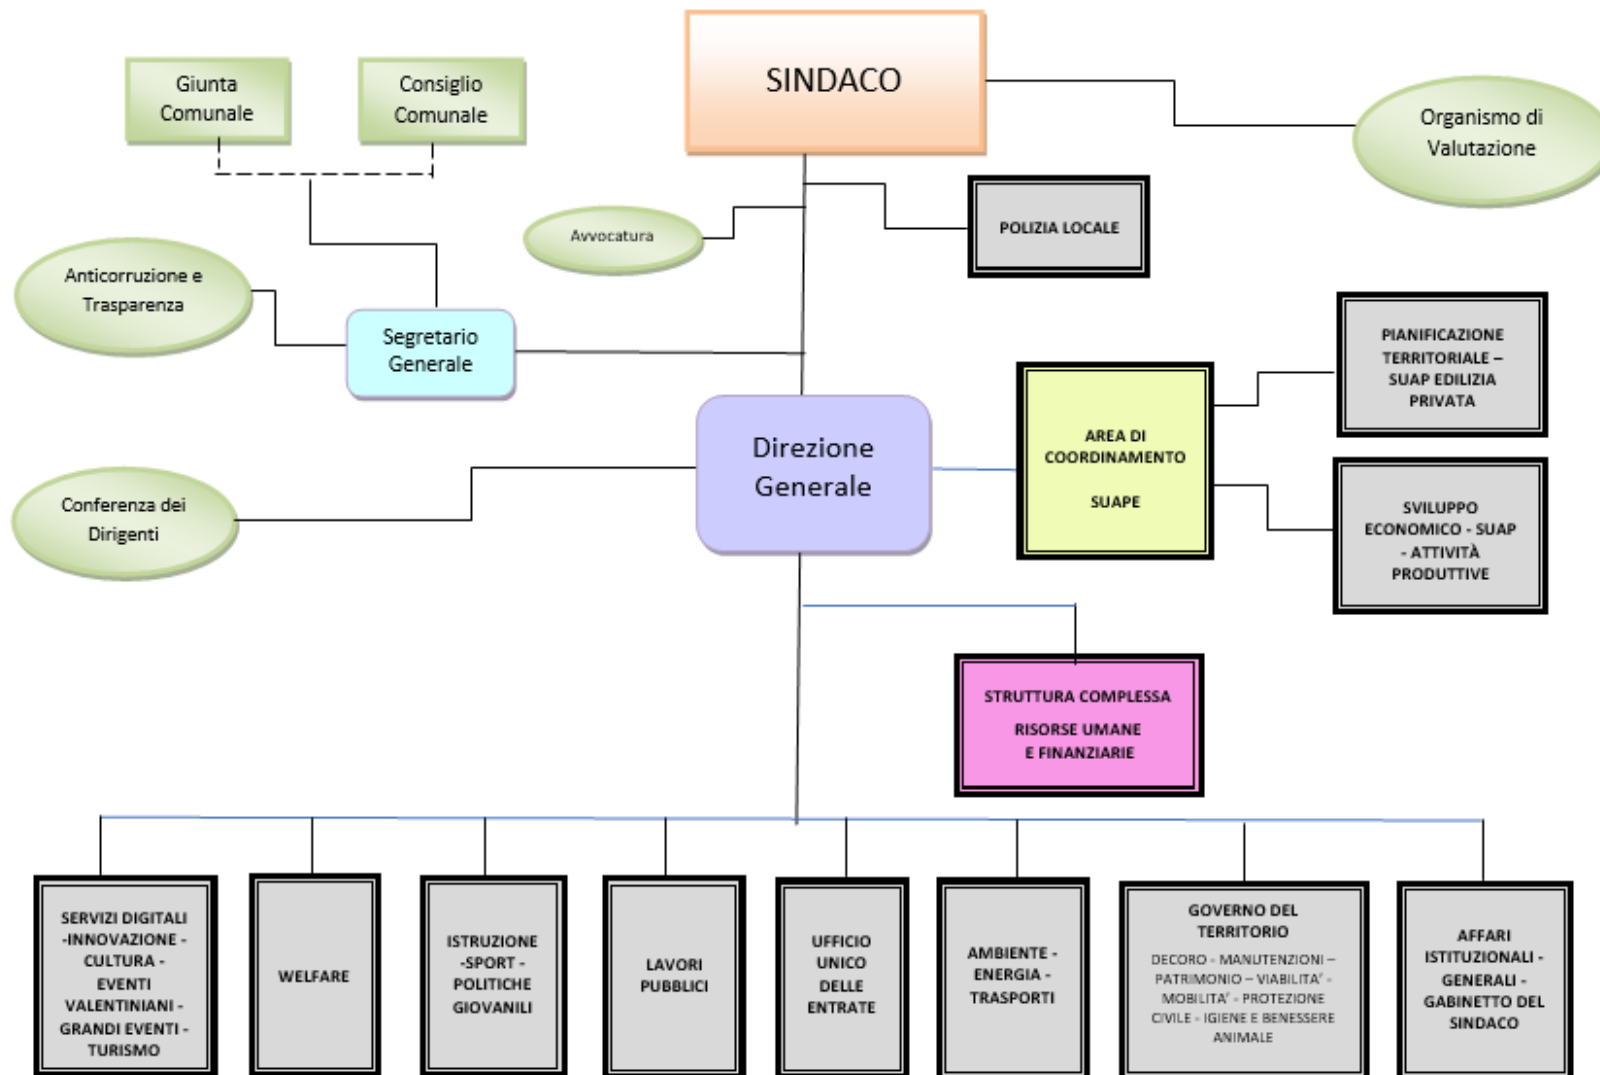 SINDACO
Giunta
Comunale
Consiglio
Comunale
Organismo di
Valutazione
Avvocatura
POLIZIA LOCALE
Anticorruzione e
Trasparenza
Segretario
Generale
PIANIFICAZIONE
TERRITORIALE –
SUAP EDILIZIA
PRIVATA
Direzione
Generale
AREA DI
COORDINAMENTO
SUAPE
Conferenza dei
Dirigenti
SVILUPPO
ECONOMICO - SUAP
- ATTIVITÀ
PRODUTTIVE
STRUTTURA COMPLESSA
RISORSE UMANE
E FINANZIARIE
SERVIZI DIGITALI
-INNOVAZIONE -
CULTURA -
EVENTI
VALENTINIANI -
GRANDI EVENTI -
TURISMO
WELFARE
ISTRUZIONE
-SPORT -
POLITICHE
GIOVANILI
LAVORI
PUBBLICI
UFFICIO
UNICO
DELLE
ENTRATE
AMBIENTE -
ENERGIA -
TRASPORTI
GOVERNO DEL
TERRITORIO
DECORO - MANUTENZIONI –
PATRIMONIO – VIABILITA’ -
MOBILITA’ - PROTEZIONE
CIVILE - IGIENE E BENESSERE
ANIMALE
AFFARI
ISTITUZIONALI -
GENERALI -
GABINETTO DEL
SINDACO